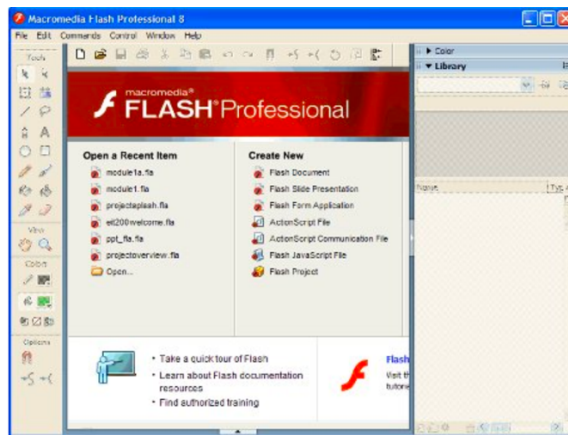 Macromedia Flash Professional 8
File Edit Commands Control Window Help
Tools
View
Colors
Options
macromedia®
FLASH® Professional
Open a Recent Item
module1a.fla
module1.fla
projectsplash.fla
eit200welcome.fla
ppt_fla.fla
projectoverview.fla
Open...
Create New
Flash Document
Flash Slide Presentation
Flash Form Application
ActionScript File
ActionScript Communication File
Flash JavaScript File
Flash Project
• Take a quick tour of Flash
• Learn about Flash documentation
resources
• Find authorized training
Flash
Visit th
tutorie
Color
Library
Name